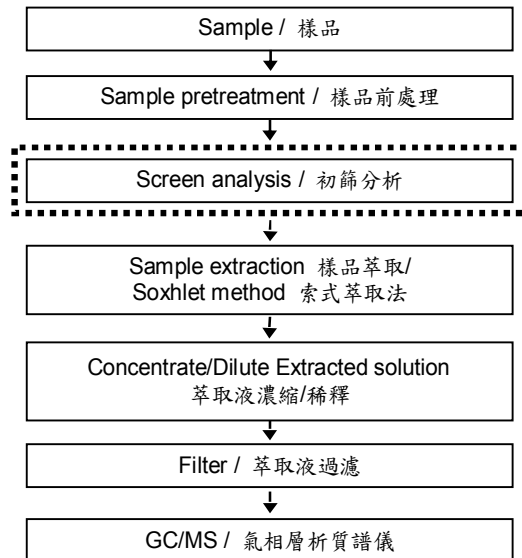 Sample / 樣品
Sample pretreatment / 樣品前處理
Screen analysis / 初篩分析
Sample extraction 樣品萃取/
Soxhlet method 索式萃取法
Concentrate/Dilute Extracted solution
萃取液濃縮/稀釋
Filter / 萃取液過濾
GC/MS / 氣相層析質譜儀